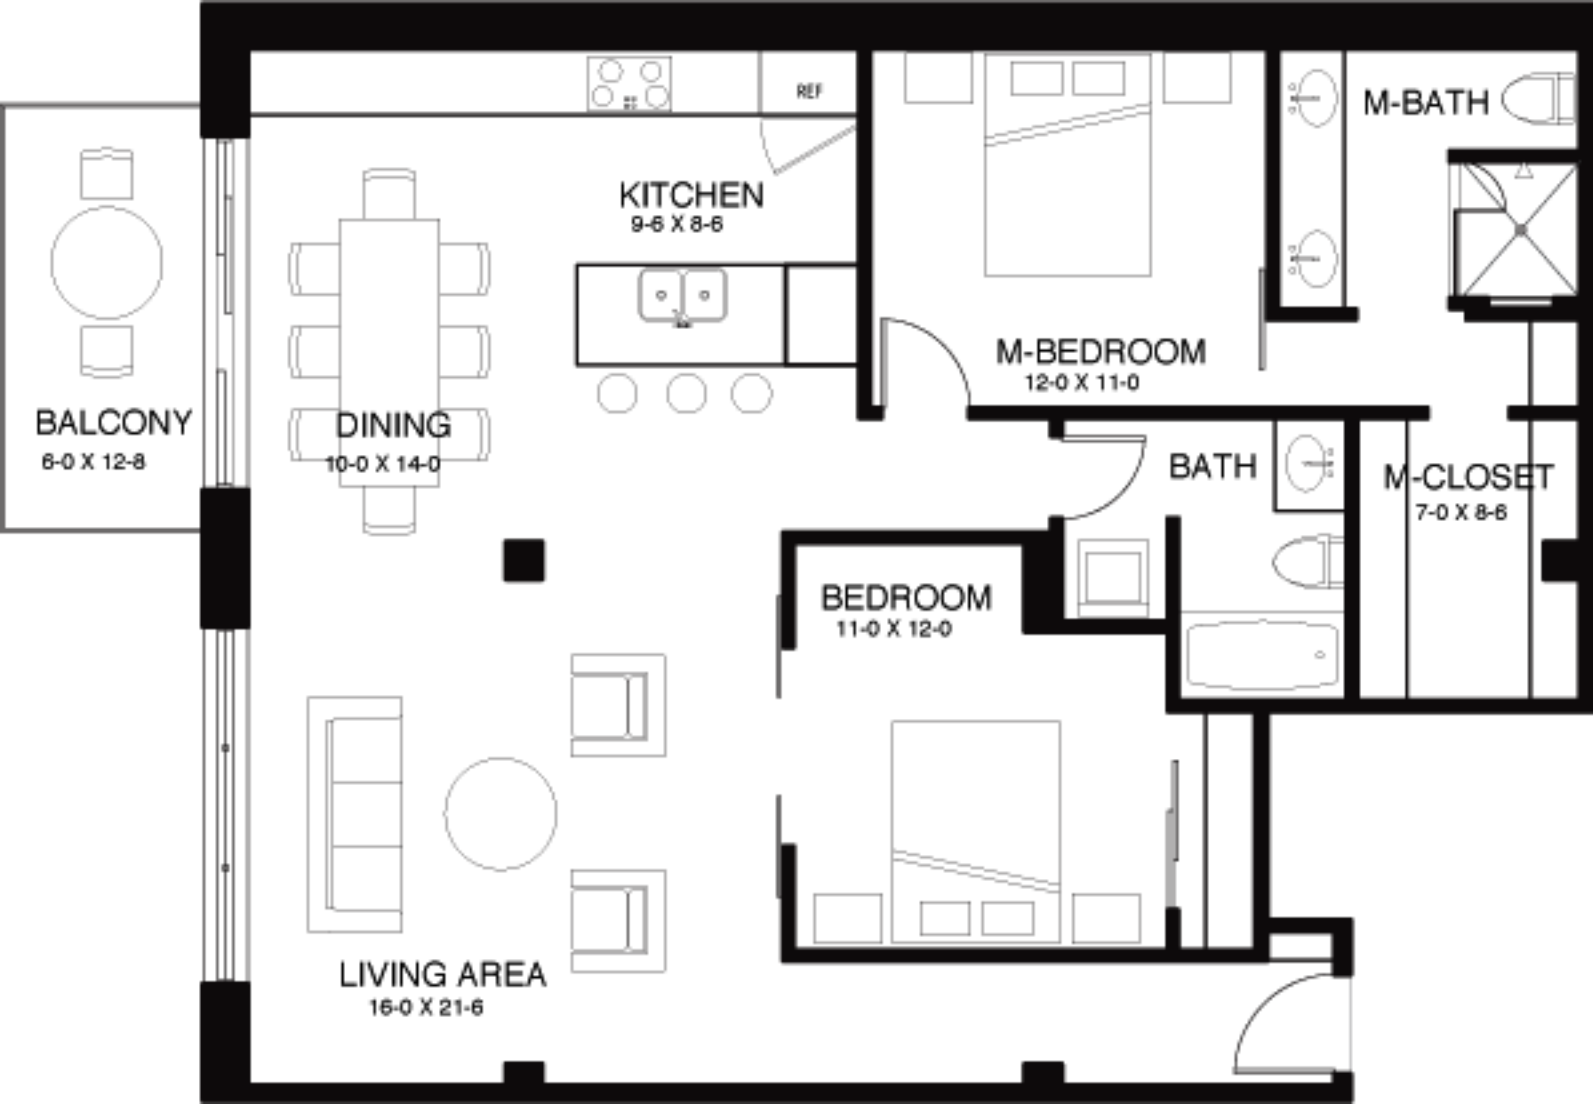 REF
M-BATH
KITCHEN
9-6 X 8-6
M-BEDROOM
12-0 X 11-0
BALCONY
6-0 X 12-8
DINING
10-0 X 14-0
BATH
M-CLOSET
7-0 X 8-6
BEDROOM
11-0 X 12-0
LIVING AREA
16-0 X 21-6